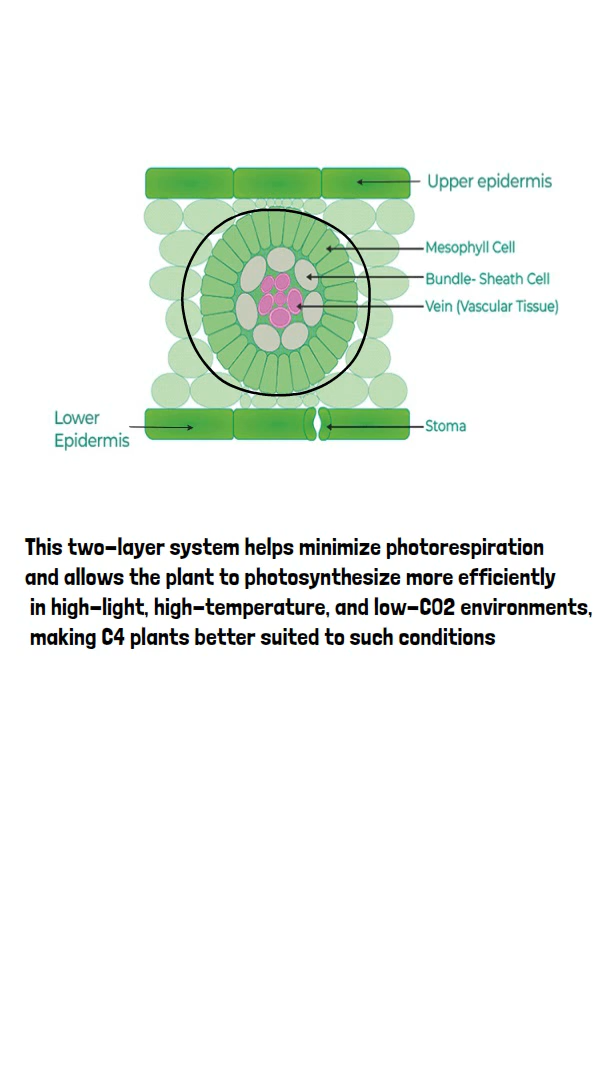 Upper epidermis
Mesophyll Cell
Bundle- Sheath Cell
Vein (Vascular Tissue)
Lower
Epidermis
Stoma
This two-layer system helps minimize photorespiration
and allows the plant to photosynthesize more efficiently
in high-light, high-temperature, and low-CO2 environments,
making C4 plants better suited to such conditions